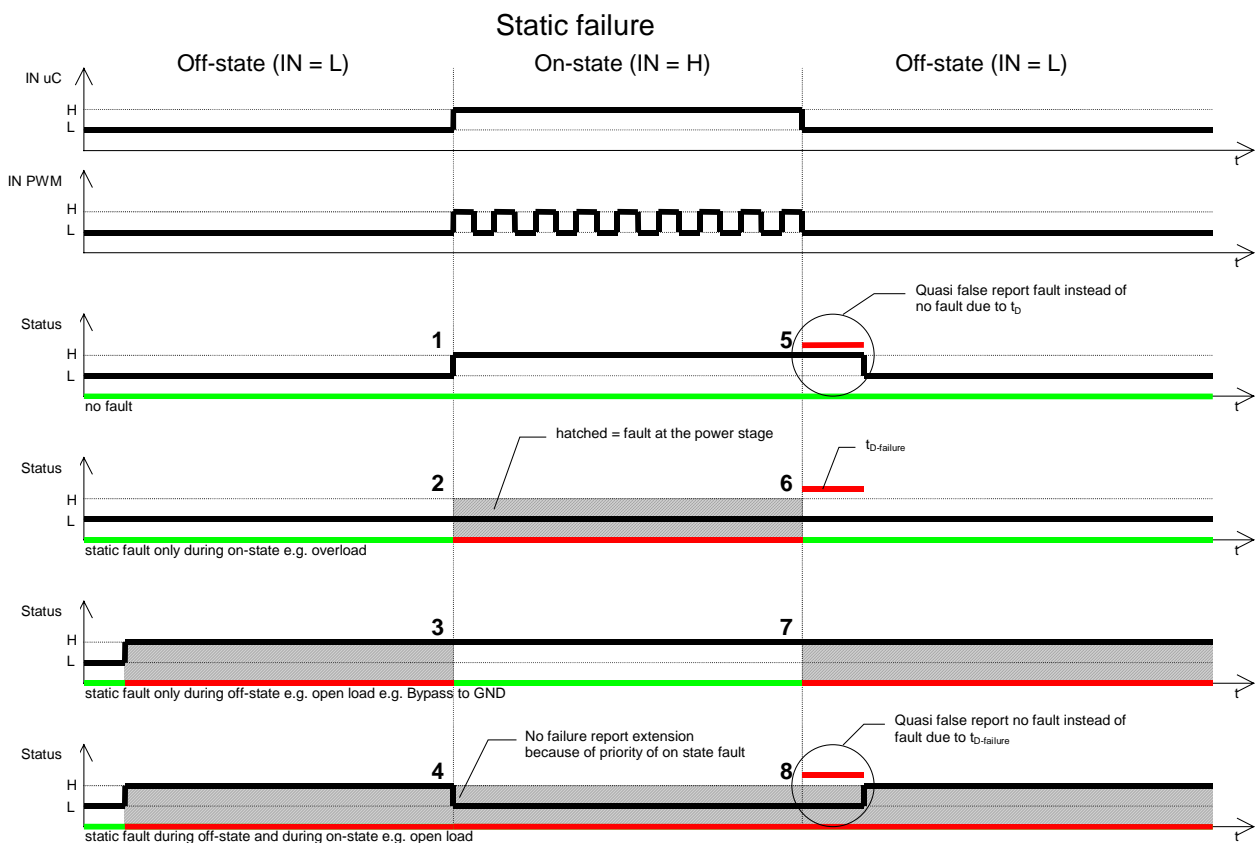 Static failure
Off-state (IN = L)
On-state (IN = H)
Off-state (IN = L)
IN uC
H
L
t
IN PWM
H
L
t
Quasi false report fault instead of
no fault due to tD
Status
1
5
H
L
no fault
t
hatched = fault at the power stage
tD-failure
Status
2
6
H
L
static fault only during on-state e.g. overload
t
Status
3
7
H
L
static fault only during off-state e.g. open load e.g. Bypass to GND
t
Quasi false report no fault instead of
fault due to tD-failure
No failure report extension
because of priority of on state fault
Status
4
8
H
L
static fault during off-state and during on-state e.g. open load
t